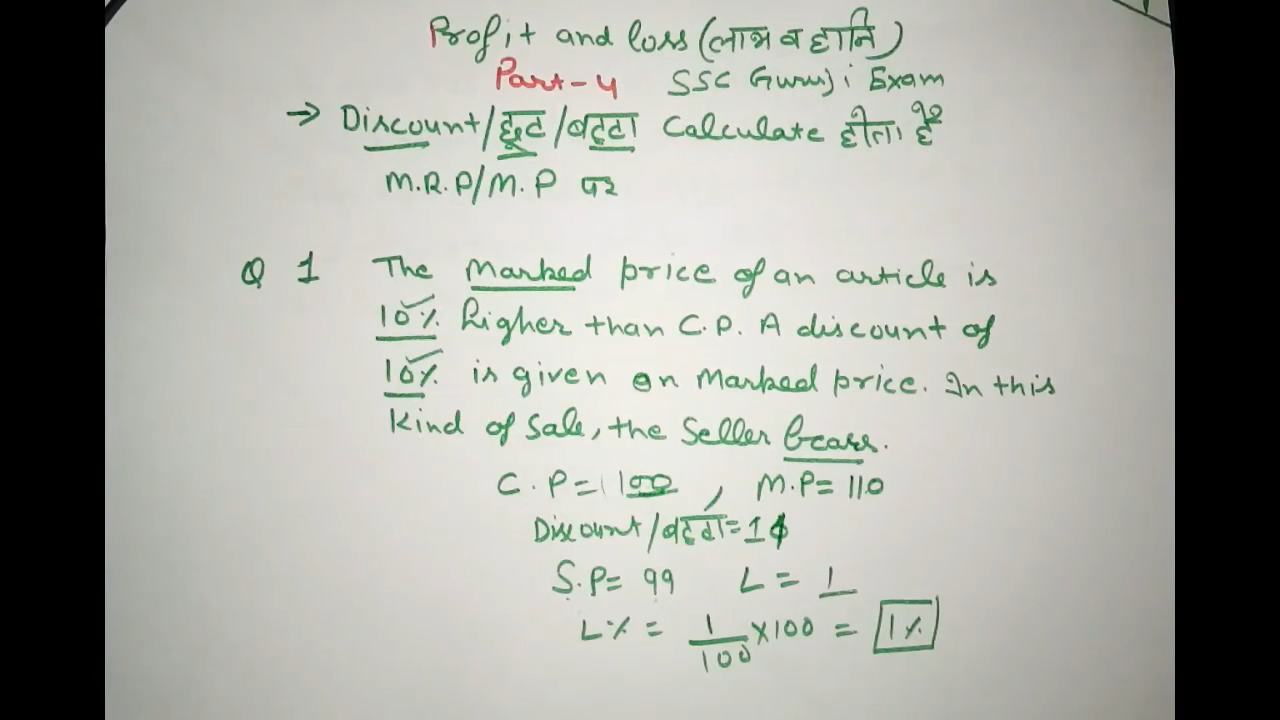 Profit and loss (लाभ व हानि)
Part-4 SSC Guruji Exam
→ Discount/छूट/बट्टा Calculate होता है
M.R.P/M.P पर
Q 1 The Marked price of an article is
10% higher than C.P. A discount of
10% is given on Marked price. In this
kind of sale, the seller bears.
C.P=100, M.P=110
Discount/बट्टा=11
S.P= 99 L = 1
L% = 1/100 ×100 = 1%